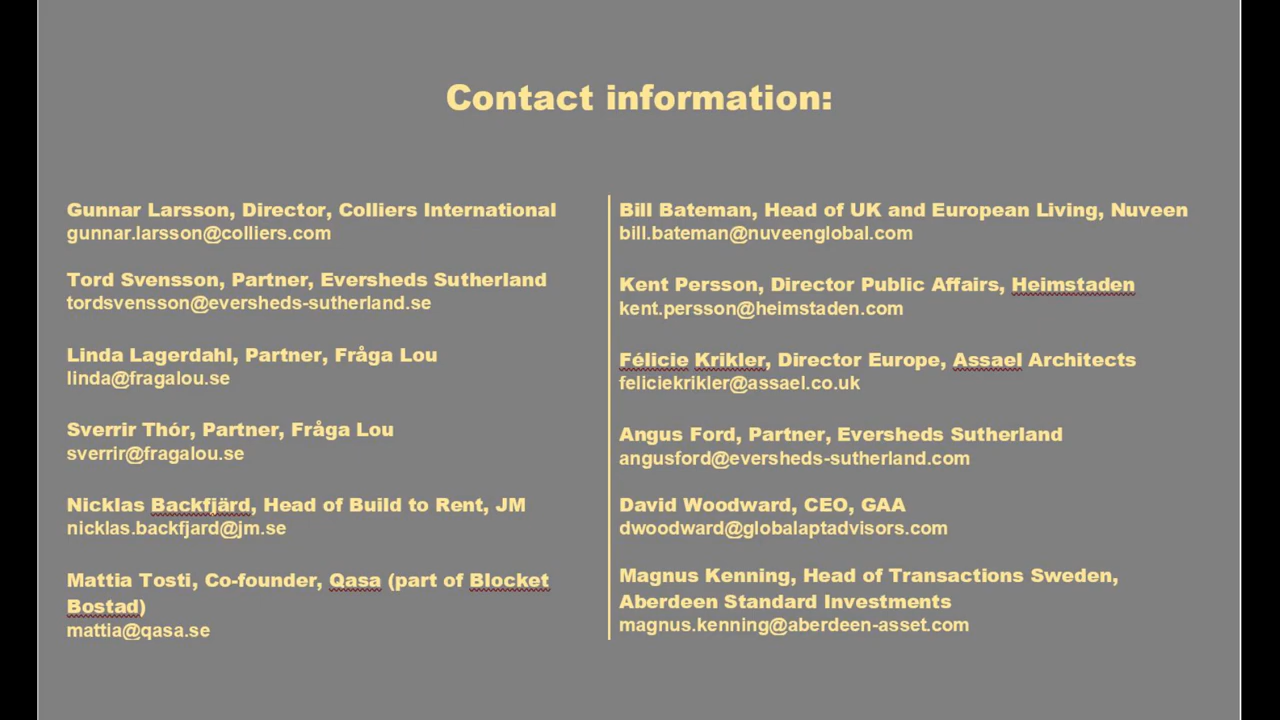 Contact information:
Gunnar Larsson, Director, Colliers International
gunnar.larsson@colliers.com
Tord Svensson, Partner, Eversheds Sutherland
tordsvensson@eversheds-sutherland.se
Linda Lagerdahl, Partner, Fråga Lou
linda@fragalou.se
Sverrir Thór, Partner, Fråga Lou
sverrir@fragalou.se
Nicklas Backfjärd, Head of Build to Rent, JM
nicklas.backfjard@jm.se
Mattia Tosti, Co-founder, Qasa (part of Blocket
Bostad)
mattia@qasa.se
Bill Bateman, Head of UK and European Living, Nuveen
bill.bateman@nuveenglobal.com
Kent Persson, Director Public Affairs, Heimstaden
kent.persson@heimstaden.com
Félicie Krikler, Director Europe, Assael Architects
feliciekrikler@assael.co.uk
Angus Ford, Partner, Eversheds Sutherland
angusford@eversheds-sutherland.com
David Woodward, CEO, GAA
dwoodward@globalaptadvisors.com
Magnus Kenning, Head of Transactions Sweden,
Aberdeen Standard Investments
magnus.kenning@aberdeen-asset.com